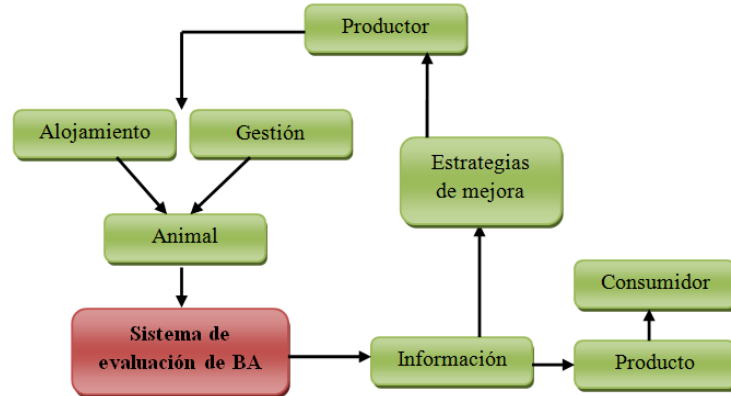 Productor
Alojamiento
Gestión
Estrategias
de mejora
Animal
Consumidor
Sistema de
evaluación de BA
Información
Producto